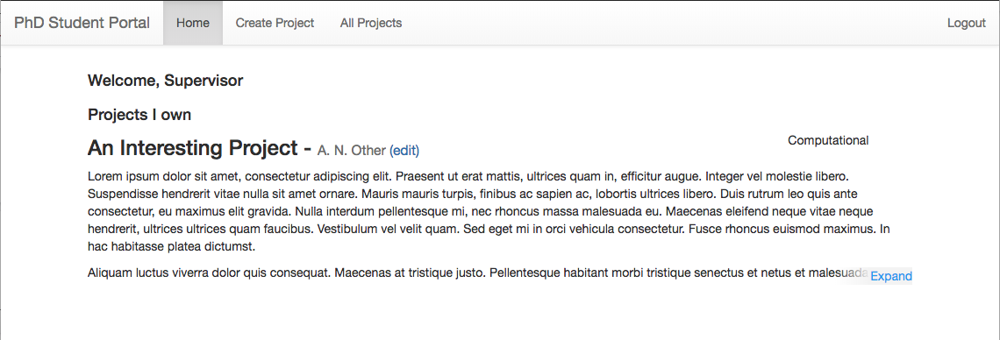 PhD Student Portal Home Create Project All Projects Logout
Welcome, Supervisor
Projects I own
An Interesting Project - A. N. Other (edit) Computational
Lorem ipsum dolor sit amet, consectetur adipiscing elit. Praesent ut erat mattis, ultrices quam in, efficitur augue. Integer vel molestie libero.
Suspendisse hendrerit vitae nulla sit amet ornare. Mauris mauris turpis, finibus ac sapien ac, lobortis ultrices libero. Duis rutrum leo quis ante
consectetur, eu maximus elit gravida. Nulla interdum pellentesque mi, nec rhoncus massa malesuada eu. Maecenas eleifend neque vitae neque
hendrerit, ultrices ultrices quam faucibus. Vestibulum vel velit quam. Sed eget mi in orci vehicula consectetur. Fusce rhoncus euismod maximus. In
hac habitasse platea dictumst.
Aliquam luctus viverra dolor quis consequat. Maecenas at tristique justo. Pellentesque habitant morbi tristique senectus et netus et malesuada Expand